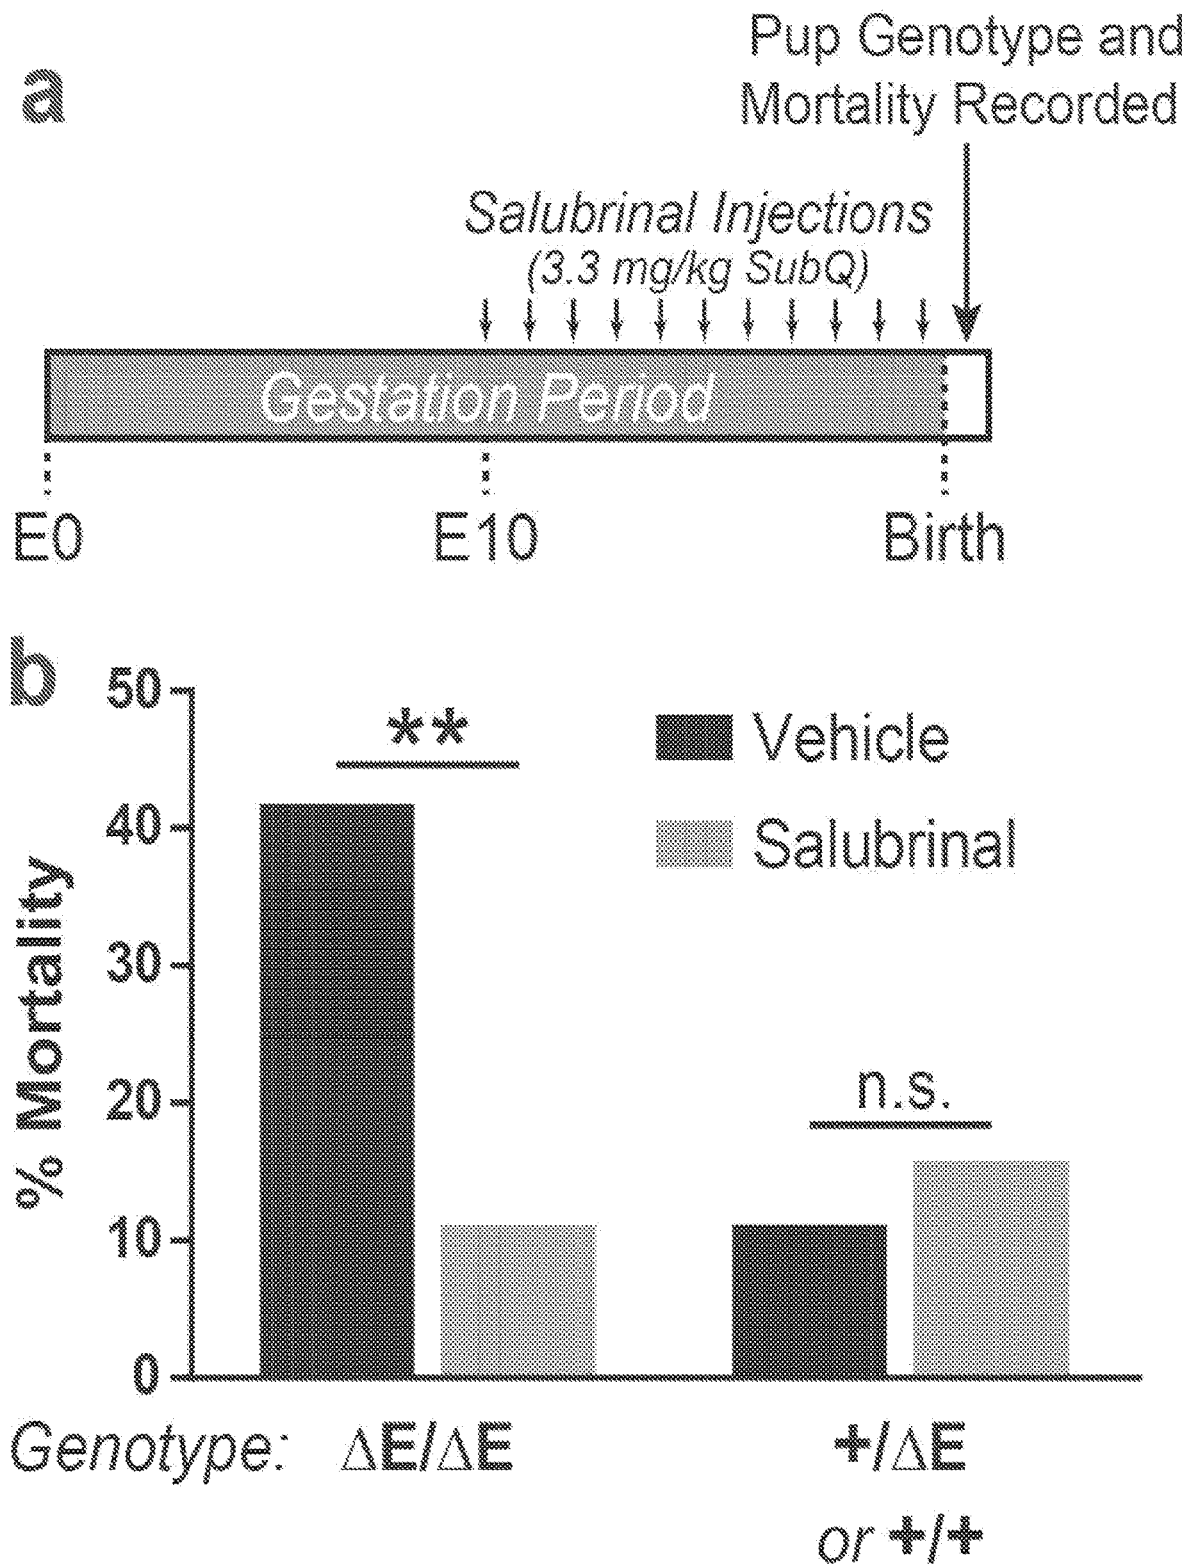 a
Pup Genotype and
Mortality Recorded
Salubrinal Injections
(3.3 mg/kg SubQ)
Gestation Period
E0 E10 Birth
b
50
40
30
20
10
0
% Mortality
**
Vehicle
Salubrinal
n.s.
Genotype: ΔE/ΔE +/ΔE
or +/+